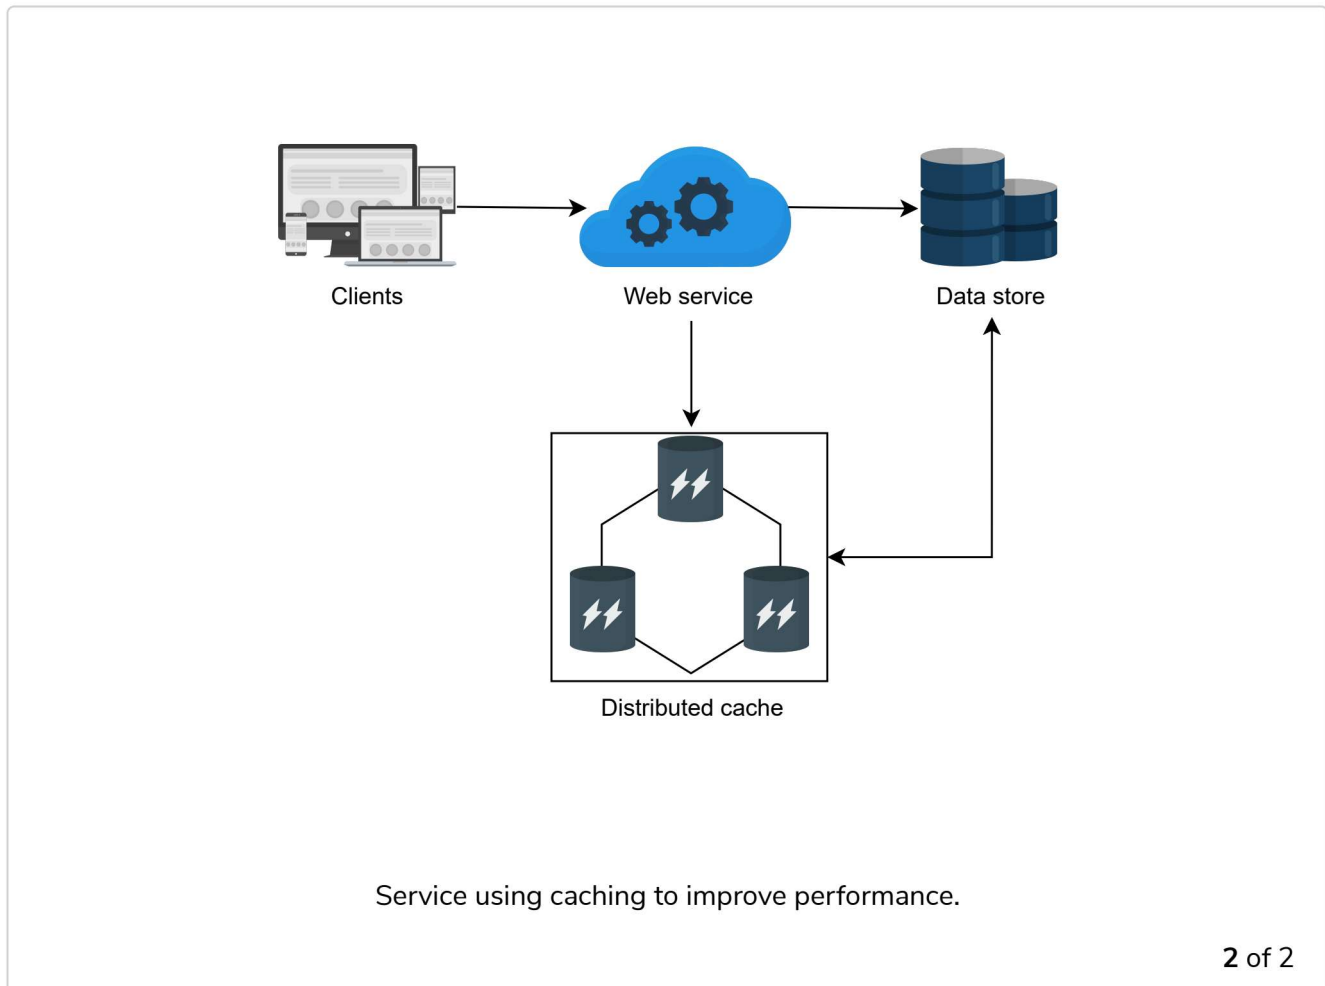 Clients
Web service
Data store
Distributed cache
Service using caching to improve performance.
2 of 2